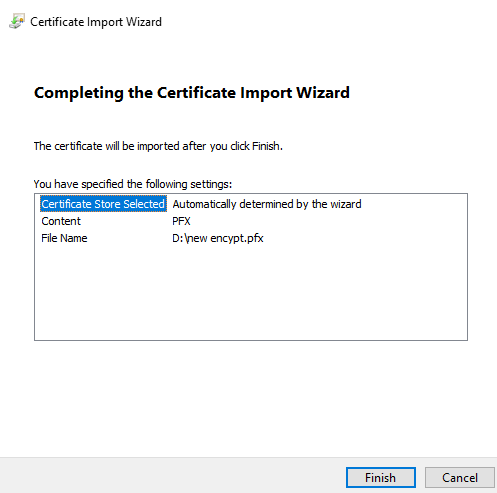 Certificate Import Wizard
Completing the Certificate Import Wizard
The certificate will be imported after you click Finish.
You have specified the following settings:
Certificate Store Selected Automatically determined by the wizard
Content PFX
File Name D:\new encypt.pfx
Finish Cancel